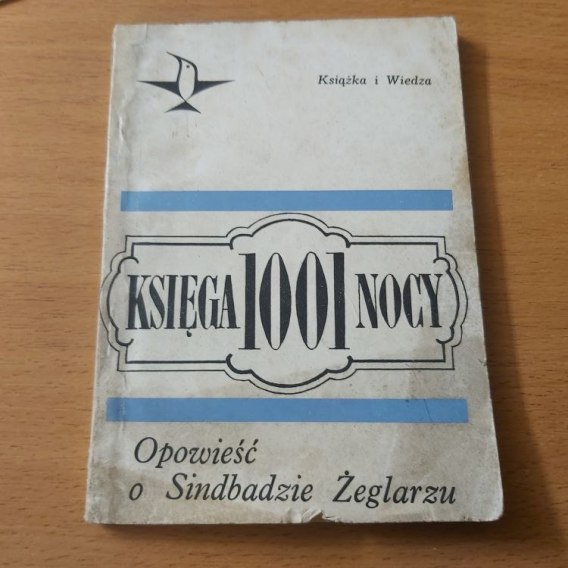 Książka i Wiedza
KSIĘGA 1001 NOCY
Opowieść
o Sindbadzie Żeglarzu